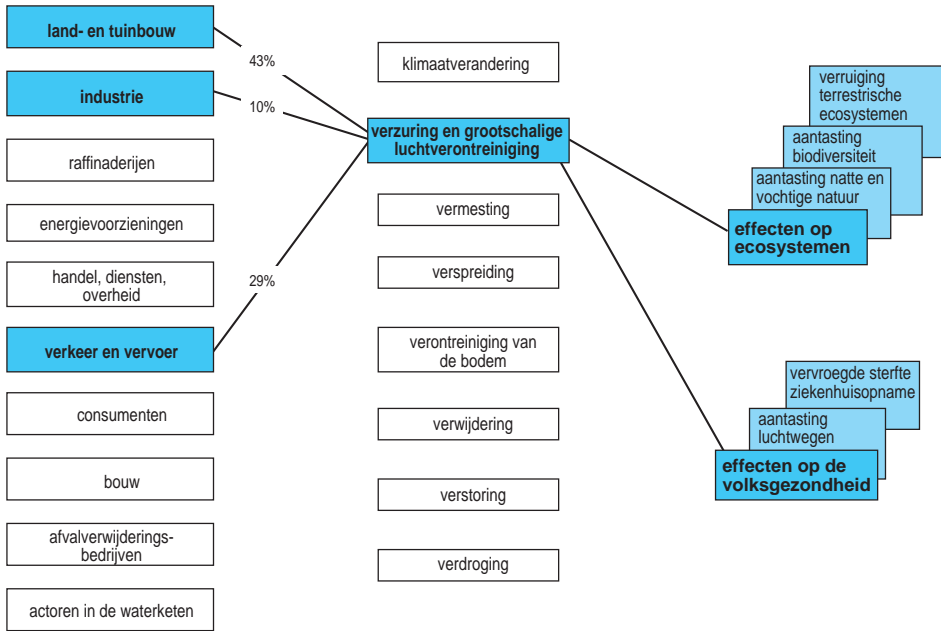 land- en tuinbouw
43%
industrie
10%
raffinaderijen
energievoorzieningen
handel, diensten,
overheid
29%
verkeer en vervoer
consumenten
bouw
afvalverwijderings-
bedrijven
actoren in de waterketen
klimaatverandering
verzuring en grootschalige
luchtverontreiniging
vermesting
verspreiding
verontreiniging van
de bodem
verwijdering
verstoring
verdroging
verruiging
terrestrische
ecosystemen
aantasting
biodiversiteit
aantasting natte en
vochtige natuur
effecten op
ecosystemen
vervroegde sterfte
ziekenhuisopname
aantasting
luchtwegen
effecten op de
volksgezondheid